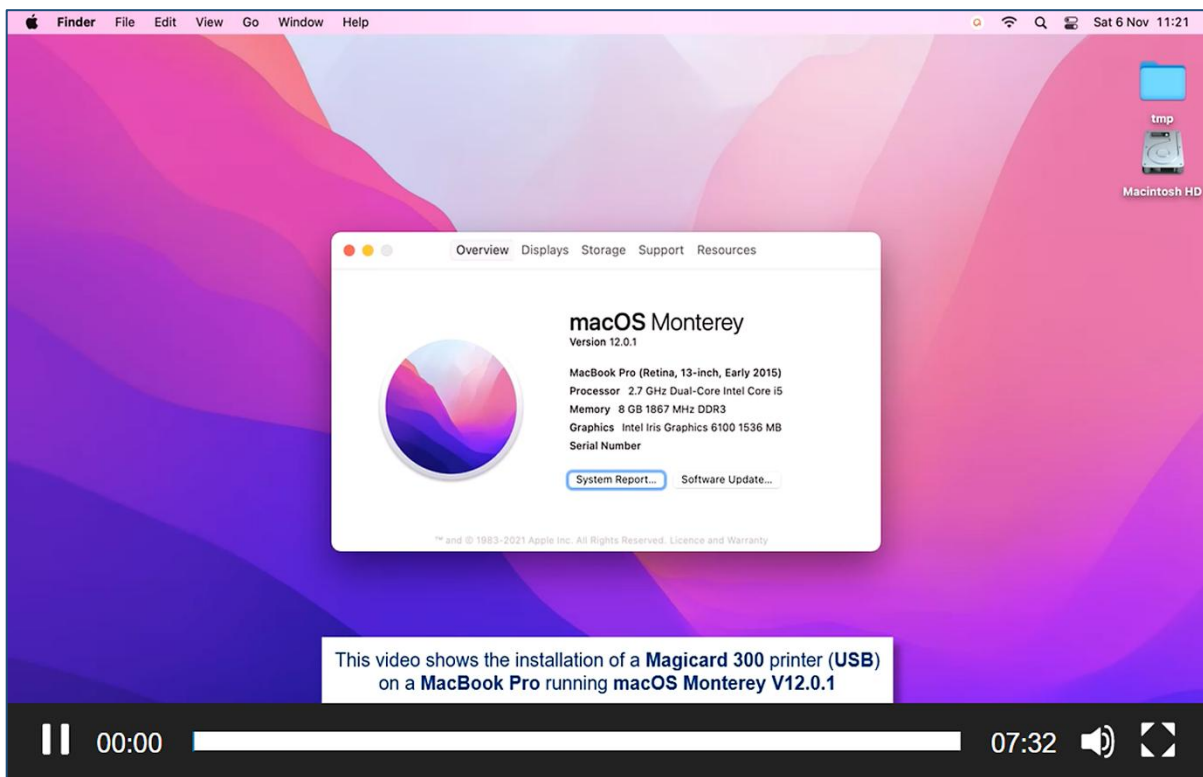 Finder File Edit View Go Window Help Sat 6 Nov 11:21
tmp
Macintosh HD
Overview Displays Storage Support Resources
macOS Monterey
Version 12.0.1
MacBook Pro (Retina, 13-inch, Early 2015)
Processor 2.7 GHz Dual-Core Intel Core i5
Memory 8 GB 1867 MHz DDR3
Graphics Intel Iris Graphics 6100 1536 MB
Serial Number
System Report... Software Update...
™ and © 1983-2021 Apple Inc. All Rights Reserved. Licence and Warranty
This video shows the installation of a Magicard 300 printer (USB)
on a MacBook Pro running macOS Monterey V12.0.1
00:00 07:32